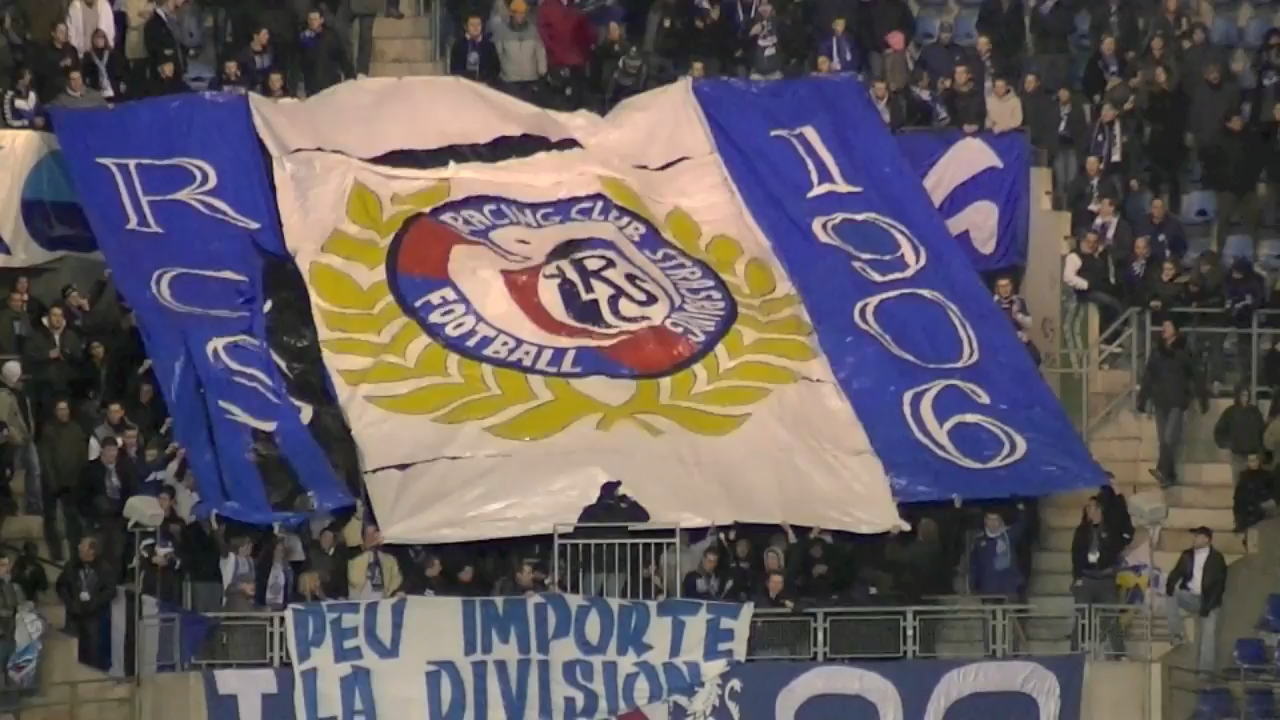 RCS
1906
RACING CLUB STRASBOURG
FOOTBALL
RCS
PEU IMPORTE
LA DIVISION